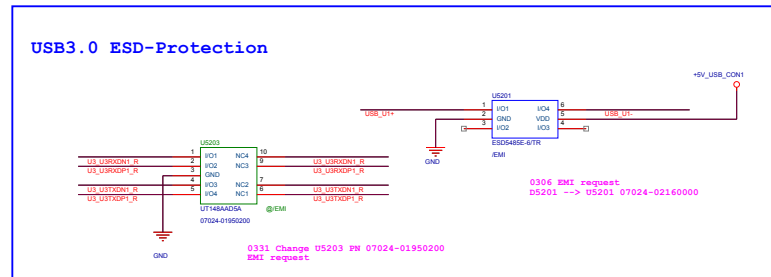 USB3.0 ESD-Protection
+5V_USB_CON1
U5201
USB_U1+ 1 I/O1 I/O4 6 USB_U1-
2 GND VDD 5
3 I/O2 I/O3 4
GND
ESD5485E-6/TR
/EMI
U5203
U3_U3RXDN1_R 1 I/O1 NC4 10 U3_U3RXDN1_R
U3_U3RXDP1_R 2 I/O2 NC3 9 U3_U3RXDP1_R
3 GND
U3_U3TXDN1_R 4 I/O3 NC2 7 U3_U3TXDN1_R
U3_U3TXDP1_R 5 I/O4 NC1 6 U3_U3TXDP1_R
UT148AAD5A @/EMI
07024-01950200
GND
0306 EMI request
D5201 --> U5201 07024-02160000
0331 Change U5203 PN 07024-01950200
EMI request